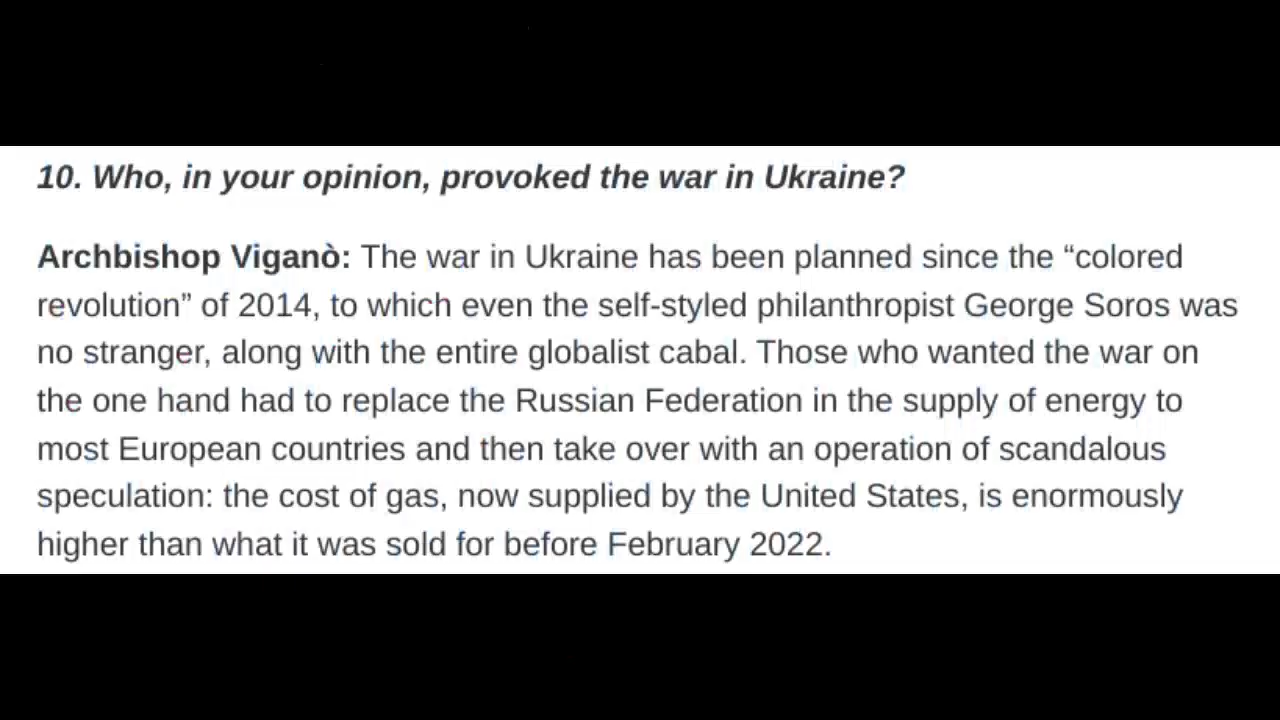 10. Who, in your opinion, provoked the war in Ukraine?
Archbishop Viganò: The war in Ukraine has been planned since the “colored
revolution” of 2014, to which even the self-styled philanthropist George Soros was
no stranger, along with the entire globalist cabal. Those who wanted the war on
the one hand had to replace the Russian Federation in the supply of energy to
most European countries and then take over with an operation of scandalous
speculation: the cost of gas, now supplied by the United States, is enormously
higher than what it was sold for before February 2022.